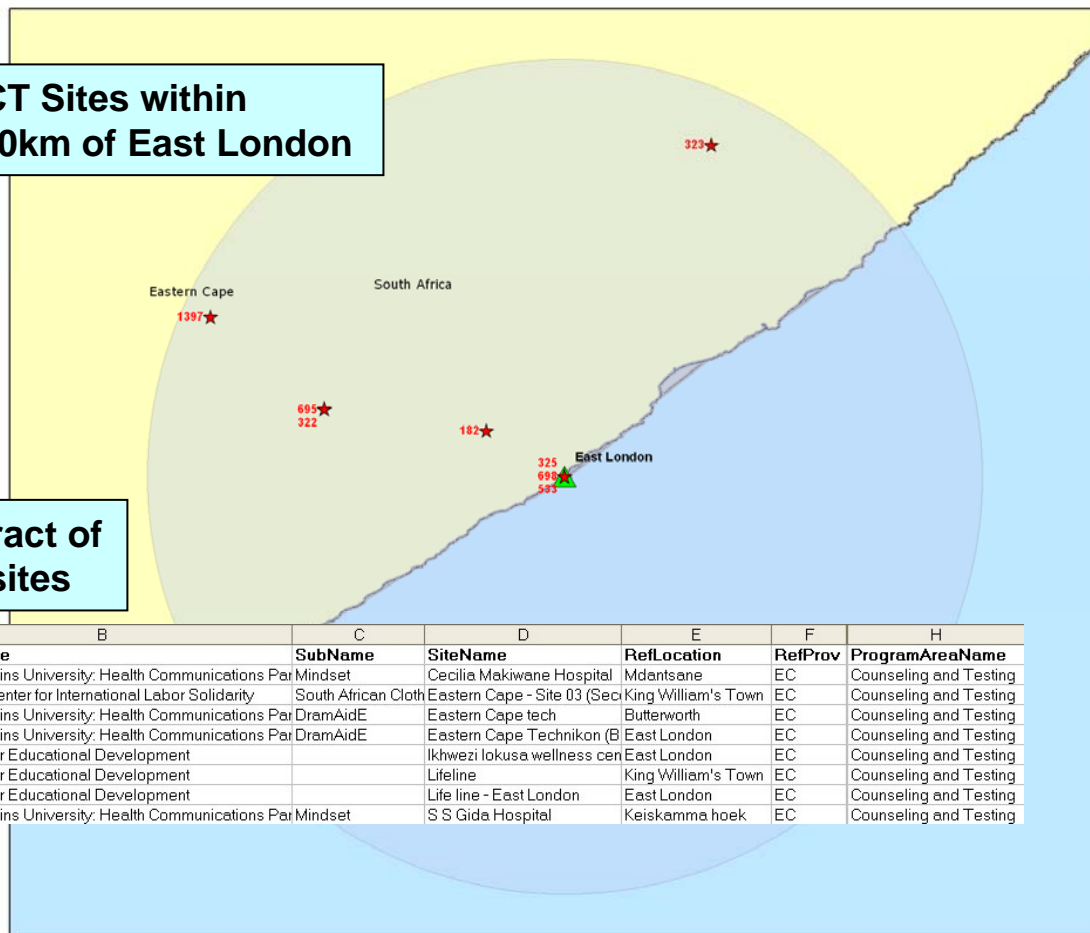 CT Sites within
0km of East London
323
South Africa
Eastern Cape
1397
695
322
182
East London
325
698
533
ract of
sites
B C D E F H
e SubName SiteName RefLocation RefProv ProgramAreaName
ins University: Health Communications Par Mindset Cecilia Makiwane Hospital Mdantsane EC Counseling and Testing
enter for International Labor Solidarity South African Cloth Eastern Cape - Site 03 (Seco King William's Town EC Counseling and Testing
ins University: Health Communications Par DramAidE Eastern Cape tech Butterworth EC Counseling and Testing
ins University: Health Communications Par DramAidE Eastern Cape Technikon (B East London EC Counseling and Testing
r Educational Development Ikhwezi lokusa wellness cen East London EC Counseling and Testing
r Educational Development Lifeline King William's Town EC Counseling and Testing
r Educational Development Life line - East London East London EC Counseling and Testing
ins University: Health Communications Par Mindset S S Gida Hospital Keiskamma hoek EC Counseling and Testing